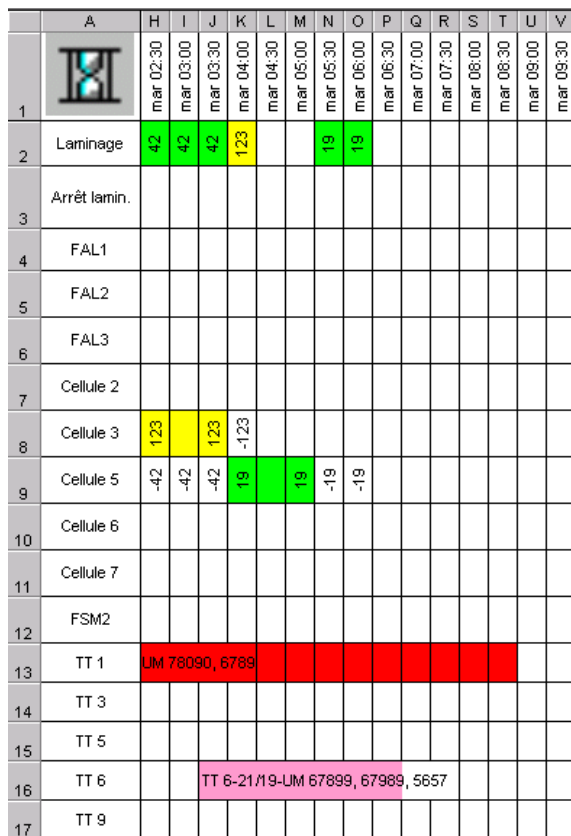 A H I J K L M N O P Q R S T U V
1 mar 02:30 mar 03:00 mar 03:30 mar 04:00 mar 04:30 mar 05:00 mar 05:30 mar 06:00 mar 06:30 mar 07:00 mar 07:30 mar 08:00 mar 08:30 mar 09:00 mar 09:30
2 Laminage 42 42 42 123 19 19
3 Arrêt lamin.
4 FAL1
5 FAL2
6 FAL3
7 Cellule 2
8 Cellule 3 123 123 -123
9 Cellule 5 -42 -42 -42 19 19 -19 -19
10 Cellule 6
11 Cellule 7
12 FSM2
13 TT 1 UM 78090, 6789
14 TT 3
15 TT 5
16 TT 6 TT 6-21/19-UM 67899, 67989, 5657
17 TT 9